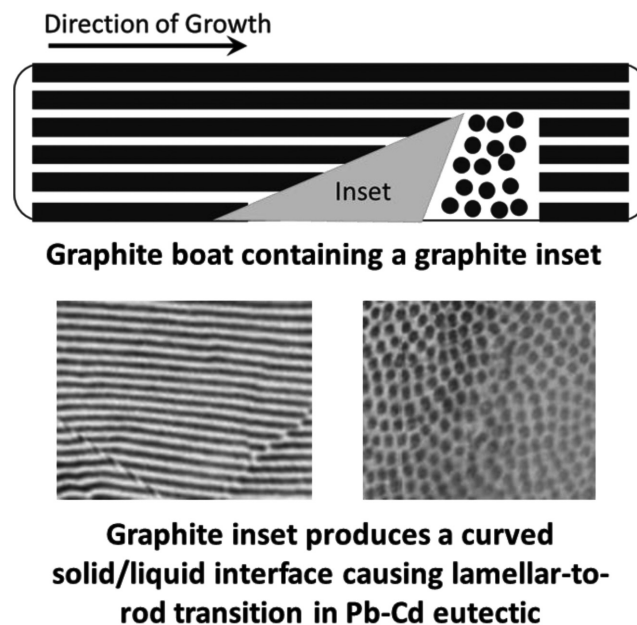 Direction of Growth
Inset
Graphite boat containing a graphite inset
Graphite inset produces a curved
solid/liquid interface causing lamellar-to-
rod transition in Pb-Cd eutectic